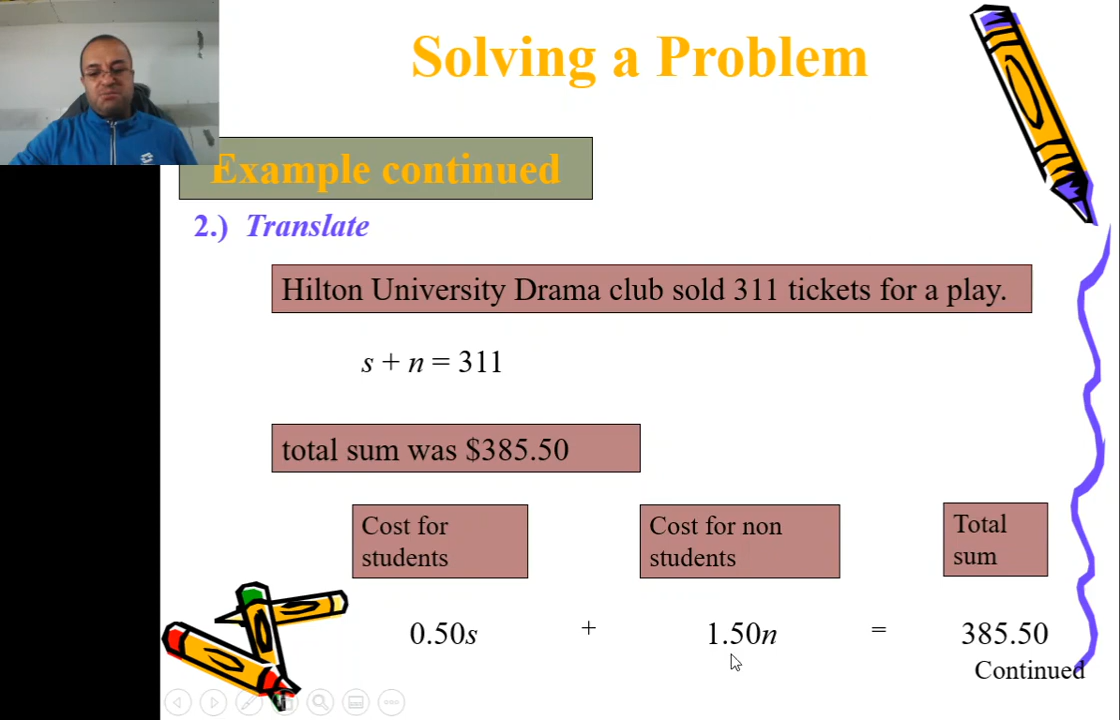 Solving a Problem
Example continued
2.) Translate
Hilton University Drama club sold 311 tickets for a play.
s + n = 311
total sum was $385.50
Cost for students
Cost for non students
Total sum
0.50s + 1.50n = 385.50
Continued